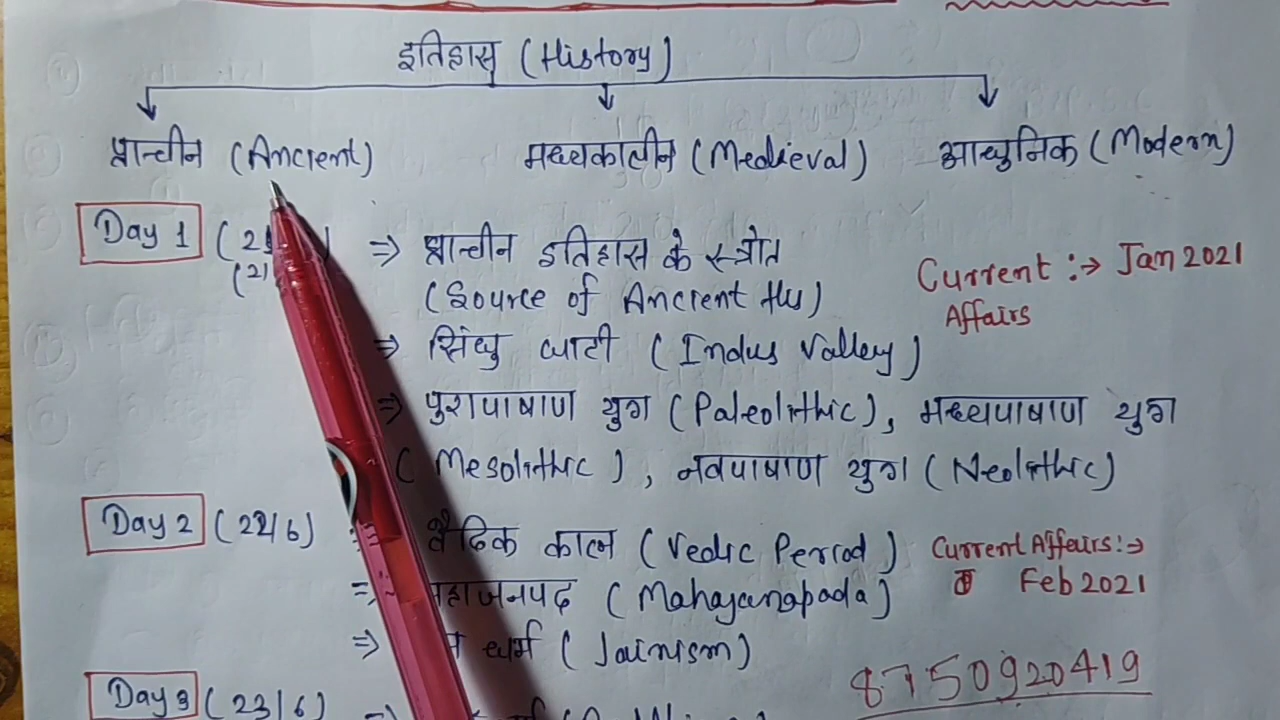 इतिहास (History)
प्राचीन (Ancient) मध्यकालीन (Medieval) आधुनिक (Modern)
Day 1 ⇒ प्राचीन इतिहास के स्त्रोत
(Source of Ancient His)
Current :→ Jan 2021
Affairs
⇒ सिंधु घाटी (Indus Valley)
⇒ पुरापाषाण युग (Paleolithic), मध्यपाषाण युग
(Mesolithic), नवपाषाण युग (Neolithic)
Day 2 (22/6) वैदिक काल (Vedic Period)
Current Affairs :→
Feb 2021
⇒ महाजनपद (Mahajanapada)
⇒ धर्म (Jainism)
8750920419
Day 3 (23/6) ⇒